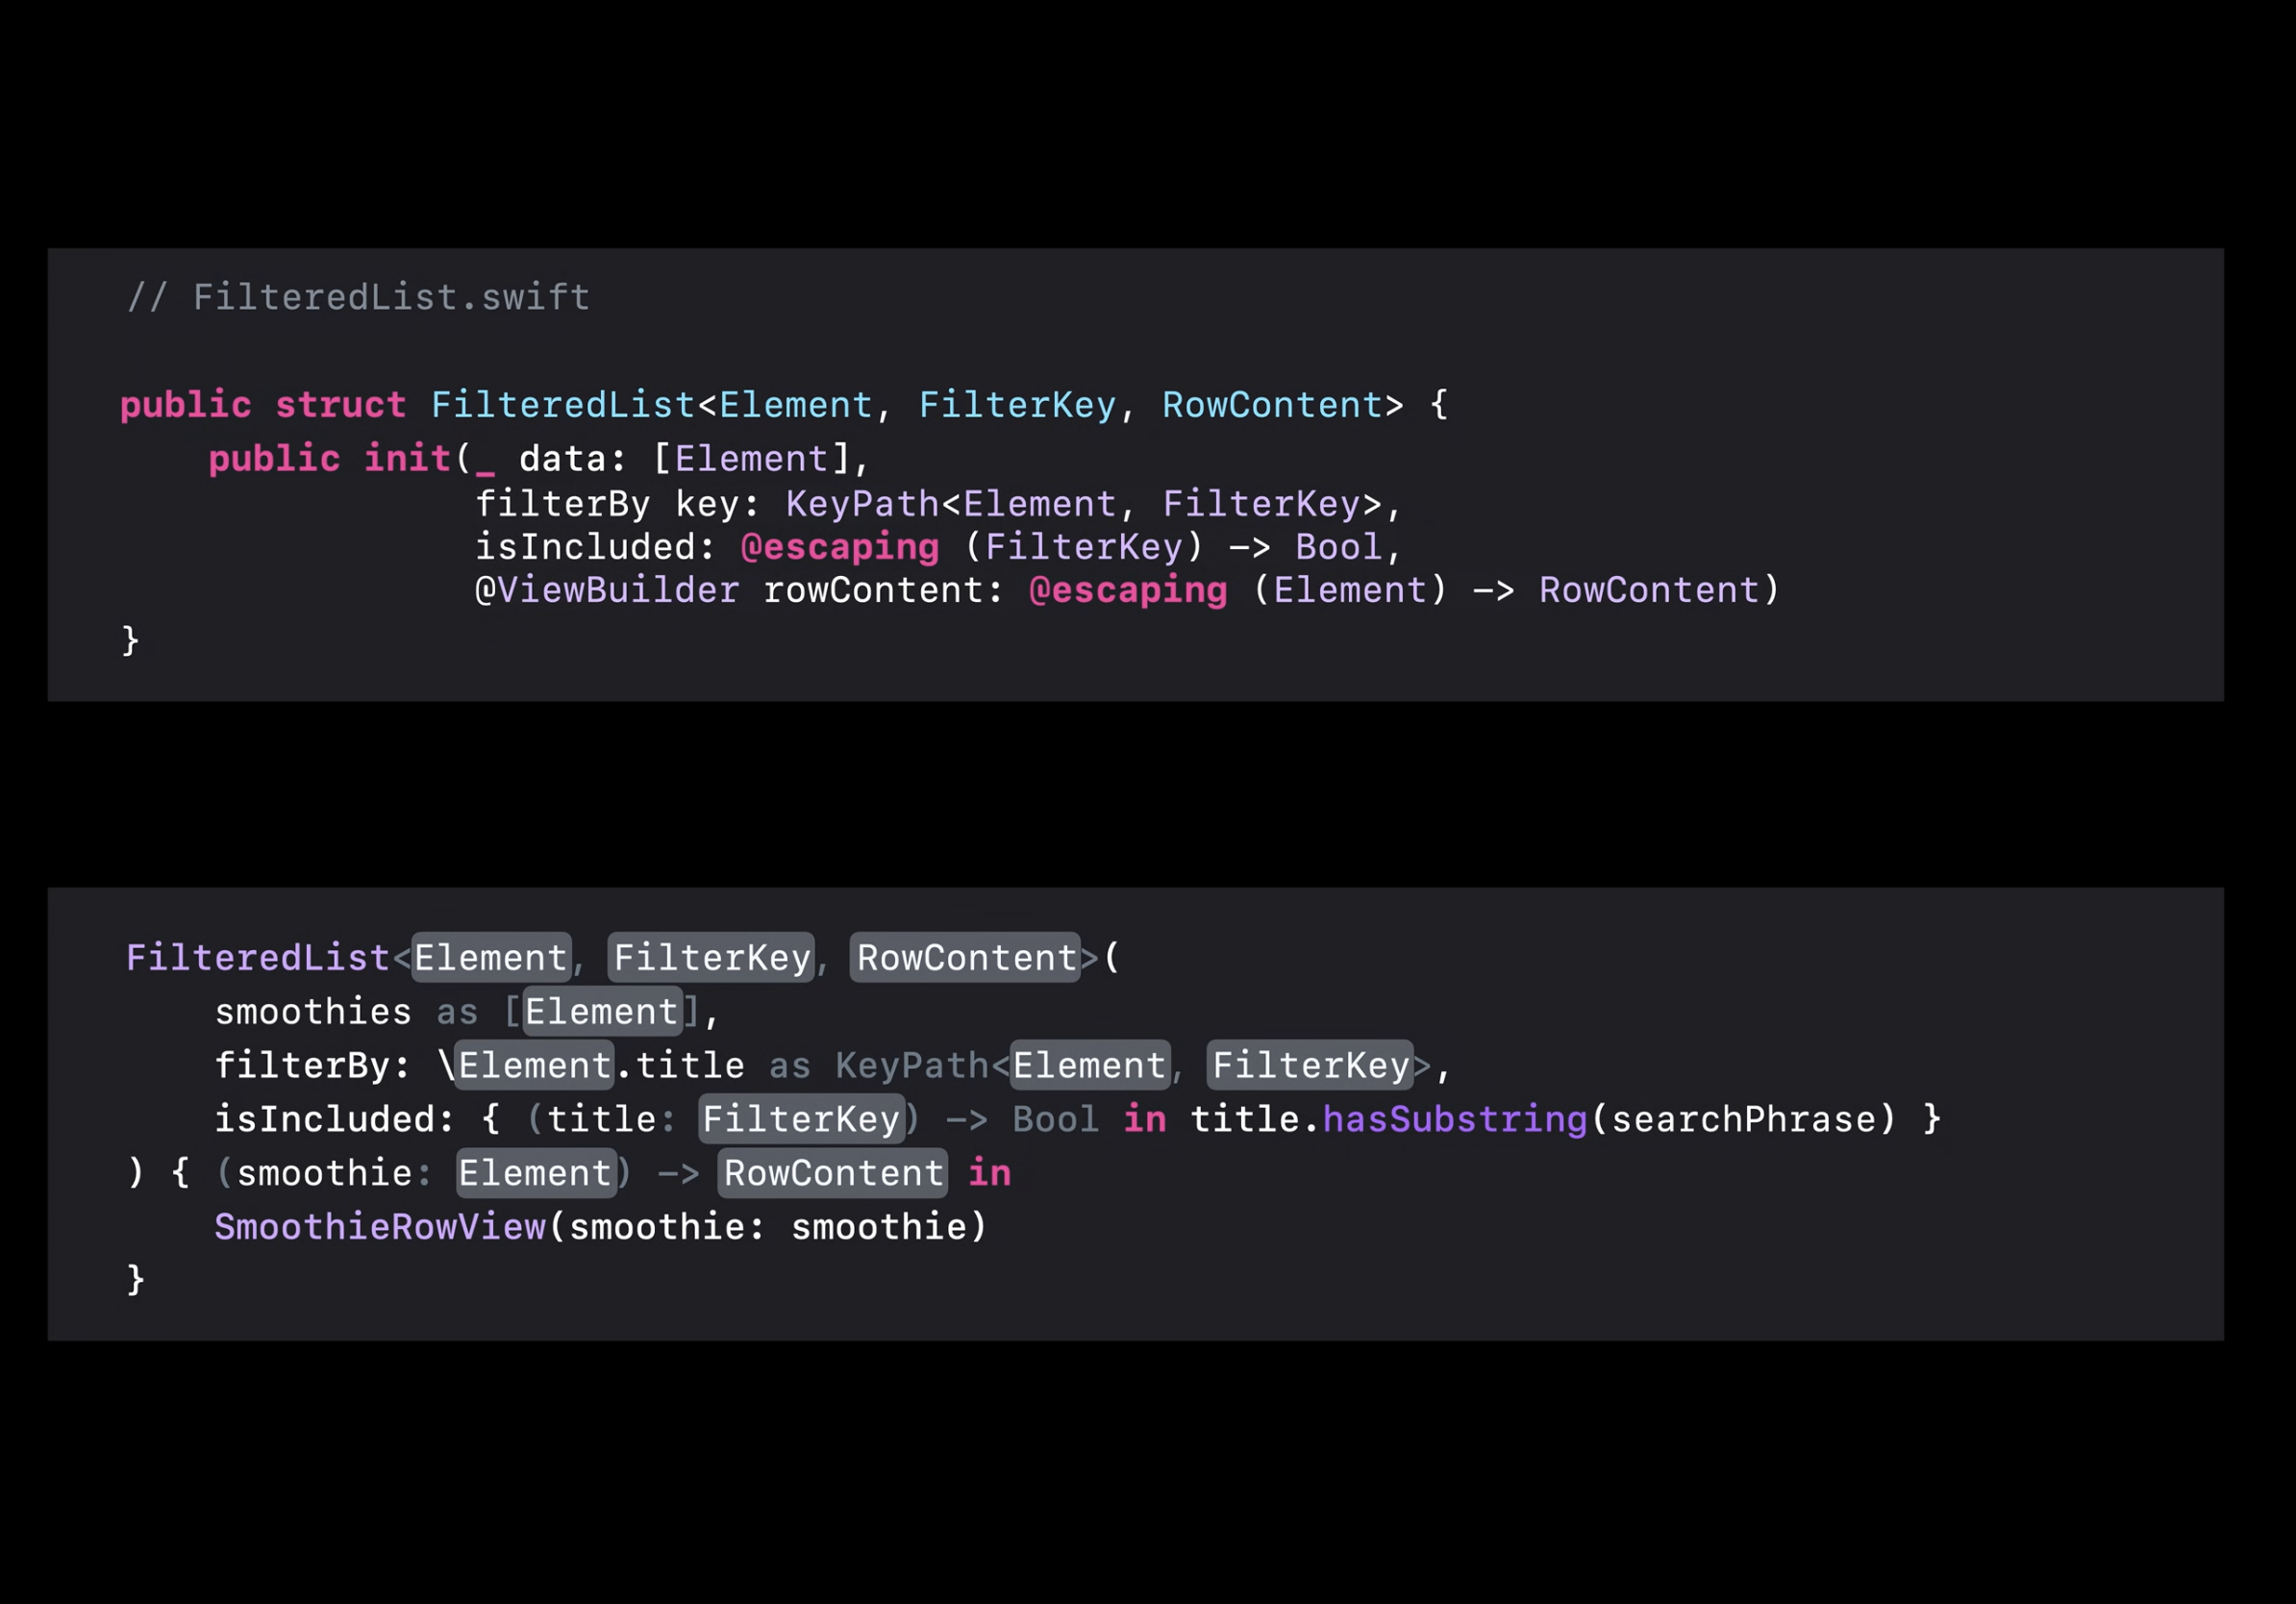 // FilteredList.swift
public struct FilteredList<Element, FilterKey, RowContent> {
public init(_ data: [Element],
filterBy key: KeyPath<Element, FilterKey>,
isIncluded: @escaping (FilterKey) -> Bool,
@ViewBuilder rowContent: @escaping (Element) -> RowContent)
}
FilteredList<Element, FilterKey, RowContent>(
smoothies as [Element],
filterBy: \Element.title as KeyPath<Element, FilterKey>,
isIncluded: { (title: FilterKey) -> Bool in title.hasSubstring(searchPhrase) }
) { (smoothie: Element) -> RowContent in
SmoothieRowView(smoothie: smoothie)
}